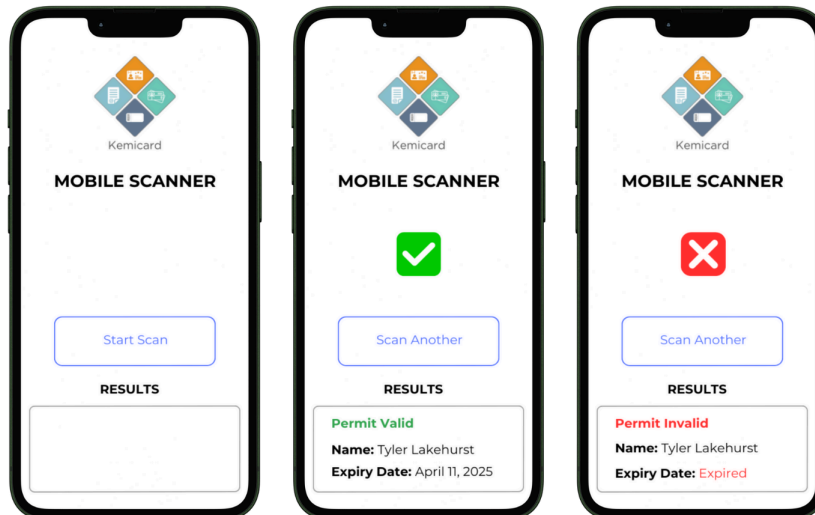 Kemicard
MOBILE SCANNER
Start Scan
RESULTS
Kemicard
MOBILE SCANNER
Scan Another
RESULTS
Permit Valid
Name: Tyler Lakehurst
Expiry Date: April 11, 2025
Kemicard
MOBILE SCANNER
Scan Another
RESULTS
Permit Invalid
Name: Tyler Lakehurst
Expiry Date: Expired